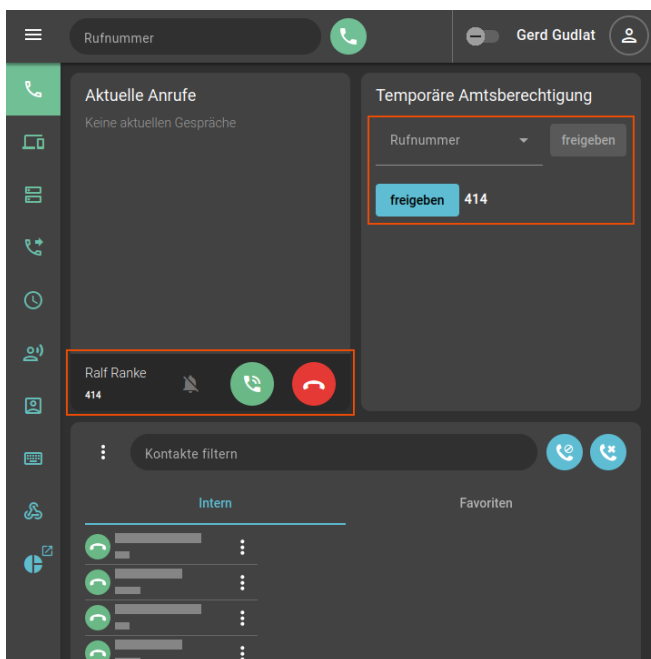 Rufnummer
Gerd Gudlat
Aktuelle Anrufe
Keine aktuellen Gespräche
Ralf Ranke
414
Temporäre Amtsberechtigung
Rufnummer
freigeben
freigeben 414
Kontakte filtern
Intern
Favoriten